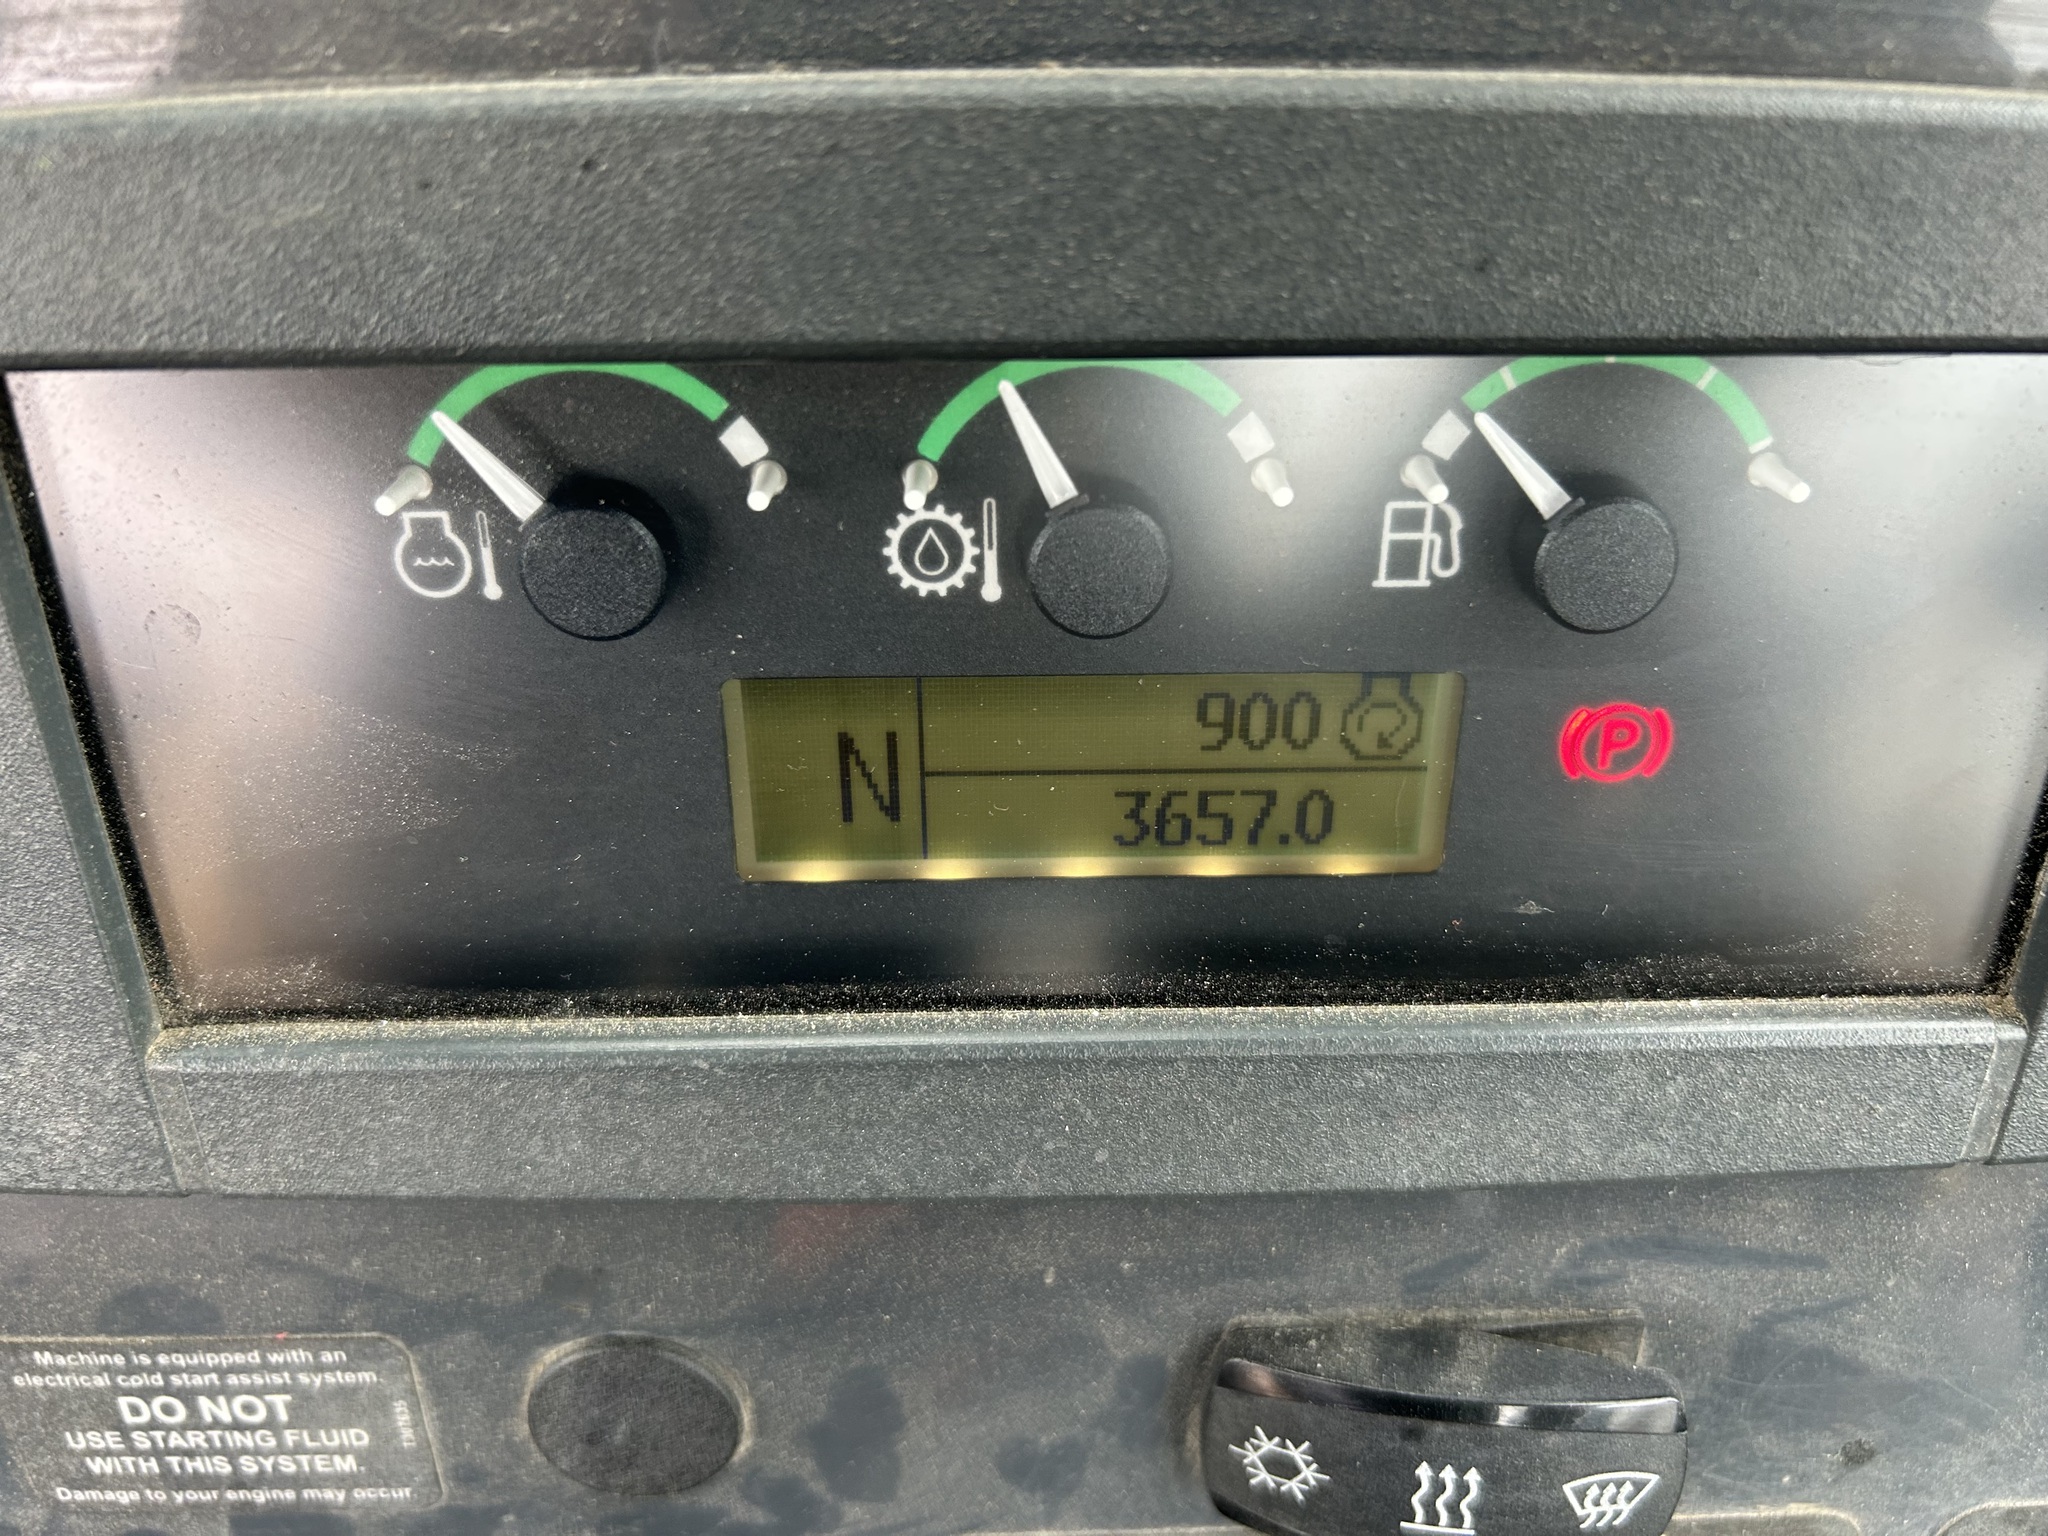 N
900
3657.0
P
Machine is equipped with an
electrical cold start assist system.
DO NOT
USE STARTING FLUID
WITH THIS SYSTEM.
Damage to your engine may occur.